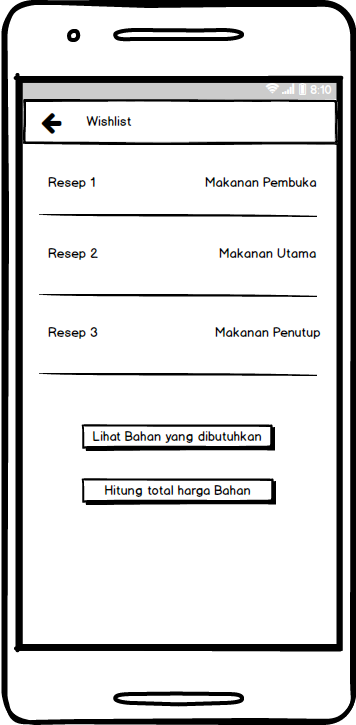 8:10
Wishlist
Resep 1 Makanan Pembuka
Resep 2 Makanan Utama
Resep 3 Makanan Penutup
Lihat Bahan yang dibutuhkan
Hitung total harga Bahan